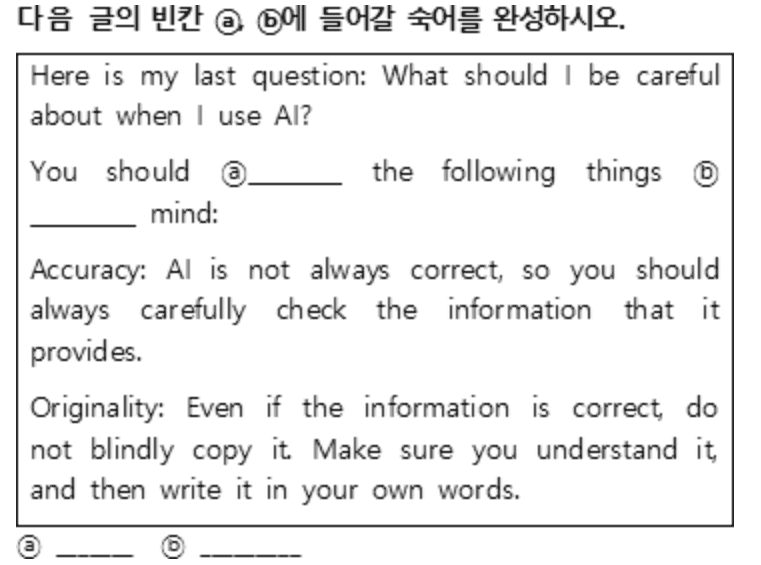 다음 글의 빈칸 ⓐ, ⓑ에 들어갈 숙어를 완성하시오.
Here is my last question: What should I be careful
about when I use AI?
You should ⓐ_______ the following things ⓑ
________ mind:
Accuracy: AI is not always correct, so you should
always carefully check the information that it
provides.
Originality: Even if the information is correct, do
not blindly copy it. Make sure you understand it,
and then write it in your own words.
ⓐ ______ ⓑ ________